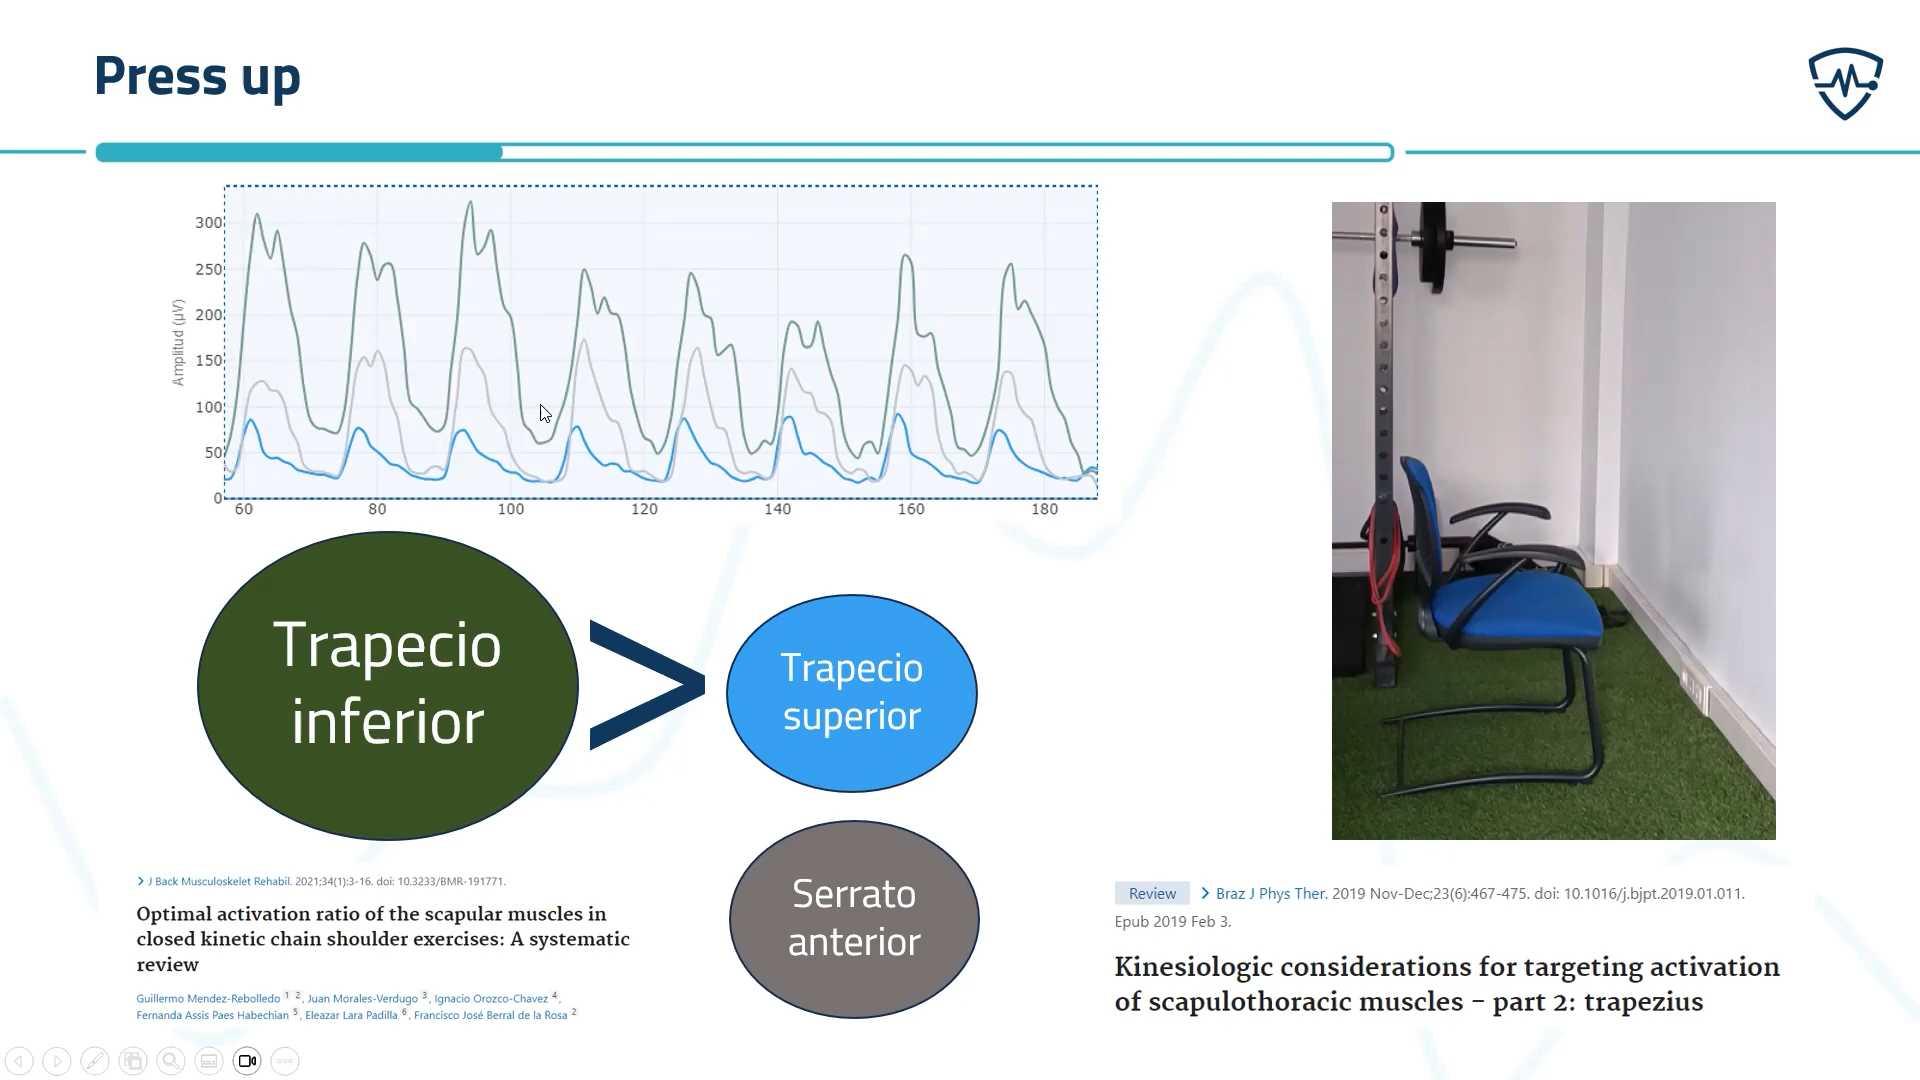 Press up
Amplitud (µV)
300
250
200
150
100
50
0
60 80 100 120 140 160 180
Trapecio
inferior
>
Trapecio
superior
Serrato
anterior
J Back Musculoskelet Rehabil. 2021;34(1):3-16. doi: 10.3233/BMR-191771.
Optimal activation ratio of the scapular muscles in
closed kinetic chain shoulder exercises: A systematic
review
Guillermo Mendez-Rebolledo 1 2, Juan Morales-Verdugo 3, Ignacio Orozco-Chavez 4,
Fernanda Assis Paes Habechian 5, Eleazar Lara Padilla 6, Francisco José Berral de la Rosa 2
Review > Braz J Phys Ther. 2019 Nov-Dec;23(6):467-475. doi: 10.1016/j.bjpt.2019.01.011.
Epub 2019 Feb 3.
Kinesiologic considerations for targeting activation
of scapulothoracic muscles - part 2: trapezius